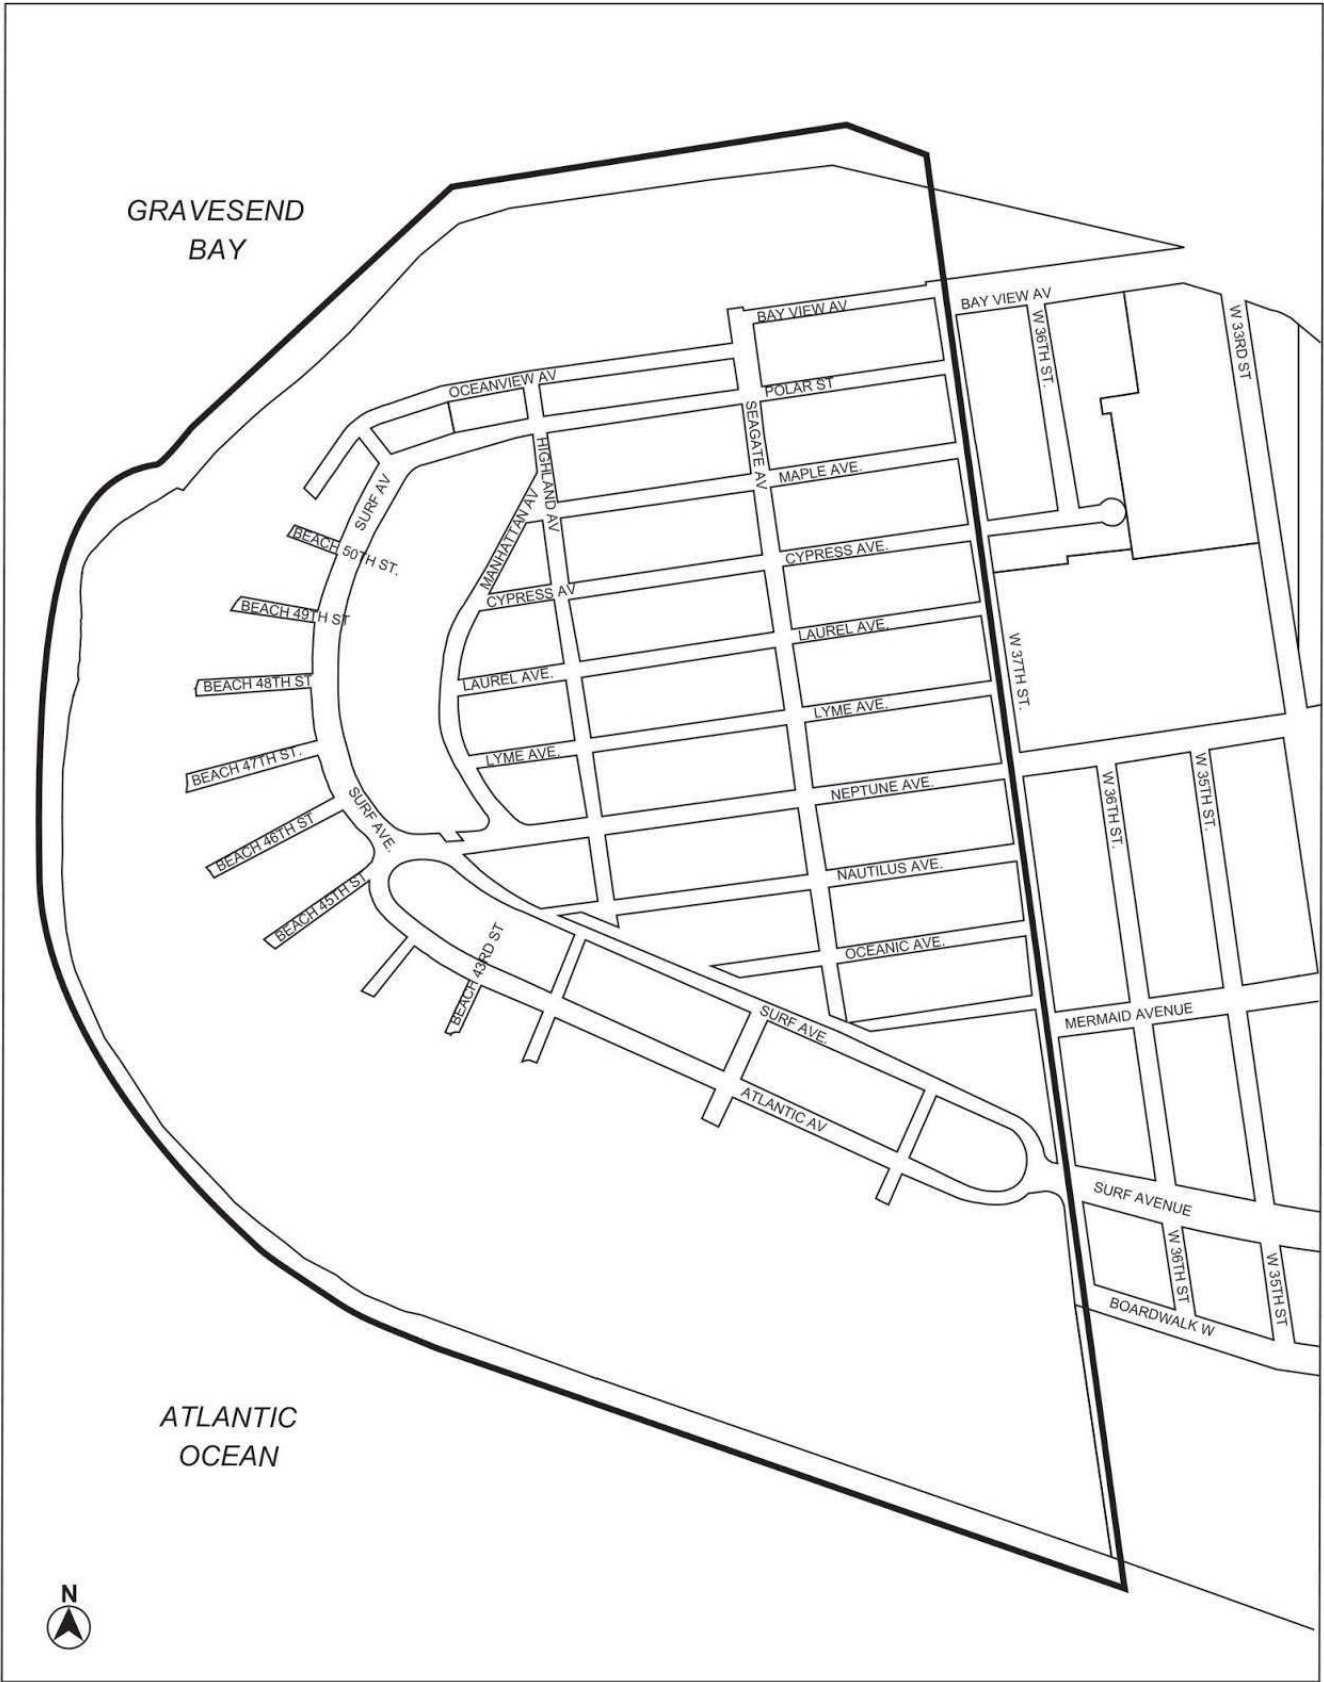 GRAVESEND
BAY
BAY VIEW AV
BAY VIEW AV
W 36TH ST.
W 33RD ST
OCEANVIEW AV
POLAR ST
SEAGATE AV
HIGHLAND AV
MAPLE AVE.
SURF AV
MANHATTAN AV
BEACH 50TH ST.
CYPRESS AVE.
CYPRESS AV
BEACH 49TH ST
LAUREL AVE.
W 37TH ST.
LAUREL AVE.
BEACH 48TH ST
LYME AVE.
LYME AVE.
BEACH 47TH ST.
NEPTUNE AVE.
W 36TH ST.
W 35TH ST.
SURF AVE.
BEACH 46TH ST
NAUTILUS AVE.
BEACH 45TH ST
OCEANIC AVE.
BEACH 43RD ST
MERMAID AVENUE
SURF AVE.
ATLANTIC AV
SURF AVENUE
W 36TH ST
W 35TH ST
BOARDWALK W
ATLANTIC
OCEAN
N